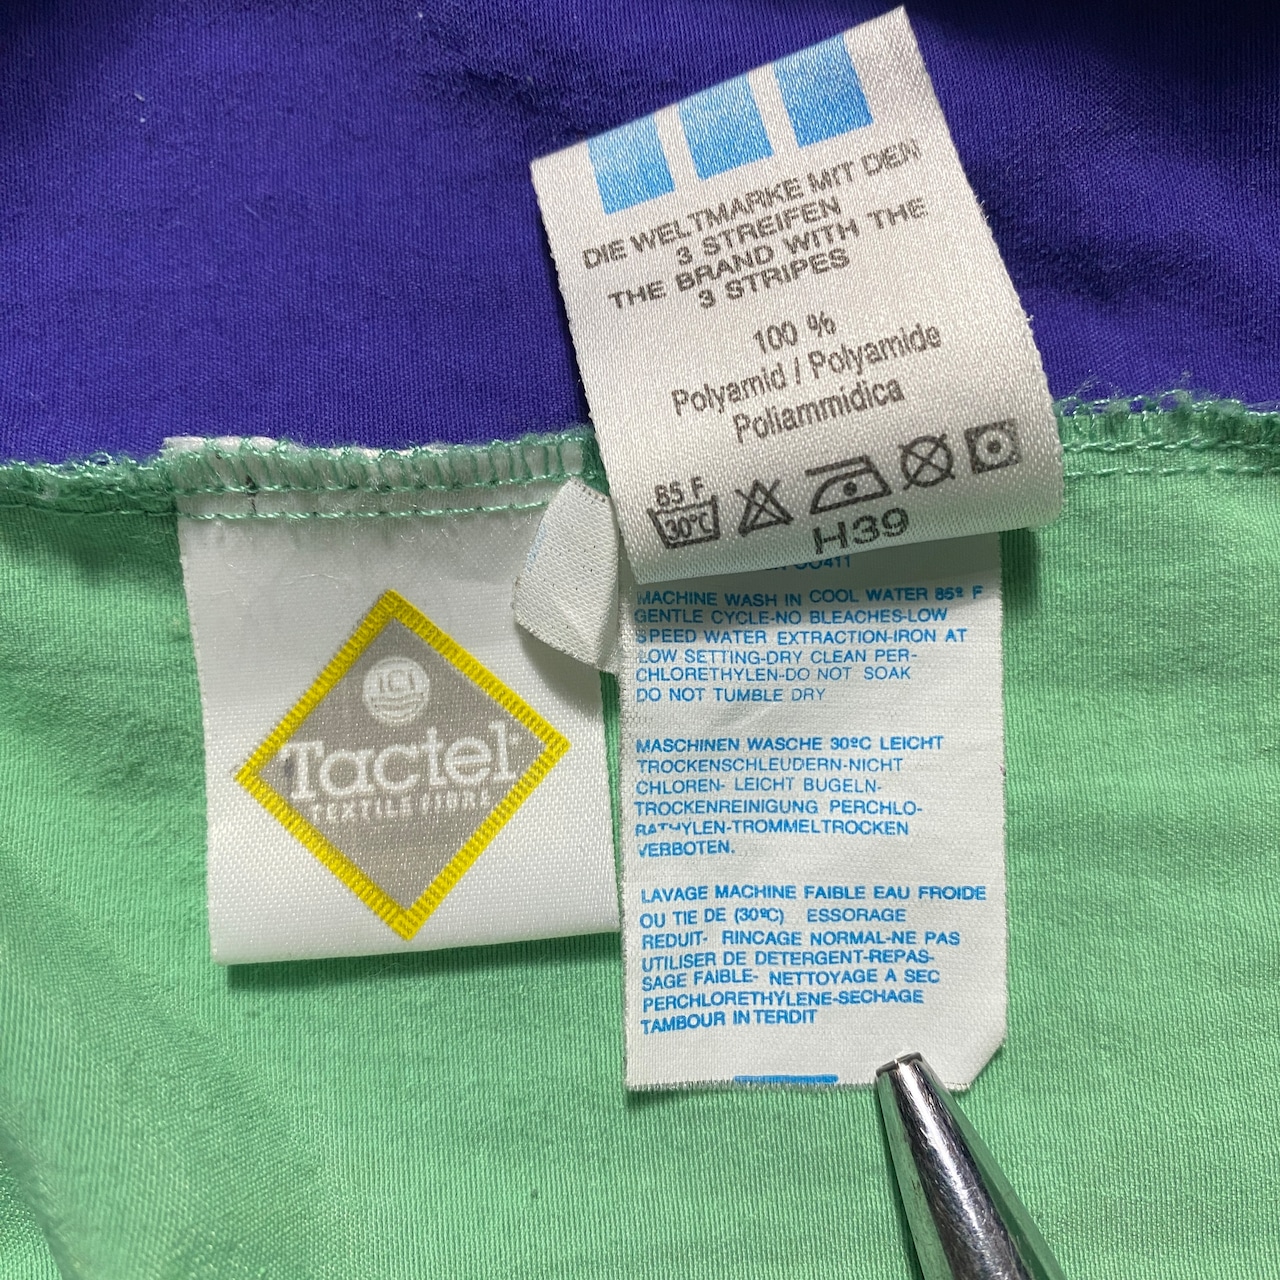 DIE WELTMARKE MIT DEN
3 STREIFEN
THE BRAND WITH THE
3 STRIPES
100 %
Polyamid / Polyamide
Poliammidica
85 F
30°C
H39
ICI
Tactel
TEXTILE FIBRE
MACHINE WASH IN COOL WATER 85º F
GENTLE CYCLE-NO BLEACHES-LOW
SPEED WATER EXTRACTION-IRON AT
LOW SETTING-DRY CLEAN PER-
CHLORETHYLEN-DO NOT SOAK
DO NOT TUMBLE DRY
MASCHINEN WASCHE 30ºC LEICHT
TROCKENSCHLEUDERN-NICHT
CHLOREN- LEICHT BUGELN-
TROCKENREINIGUNG PERCHLO-
RATHYLEN-TROMMELTROCKEN
VERBOTEN.
LAVAGE MACHINE FAIBLE EAU FROIDE
OU TIE DE (30ºC) ESSORAGE
REDUIT- RINCAGE NORMAL-NE PAS
UTILISER DE DETERGENT-REPAS-
SAGE FAIBLE- NETTOYAGE A SEC
PERCHLORETHYLENE-SECHAGE
TAMBOUR INTERDIT